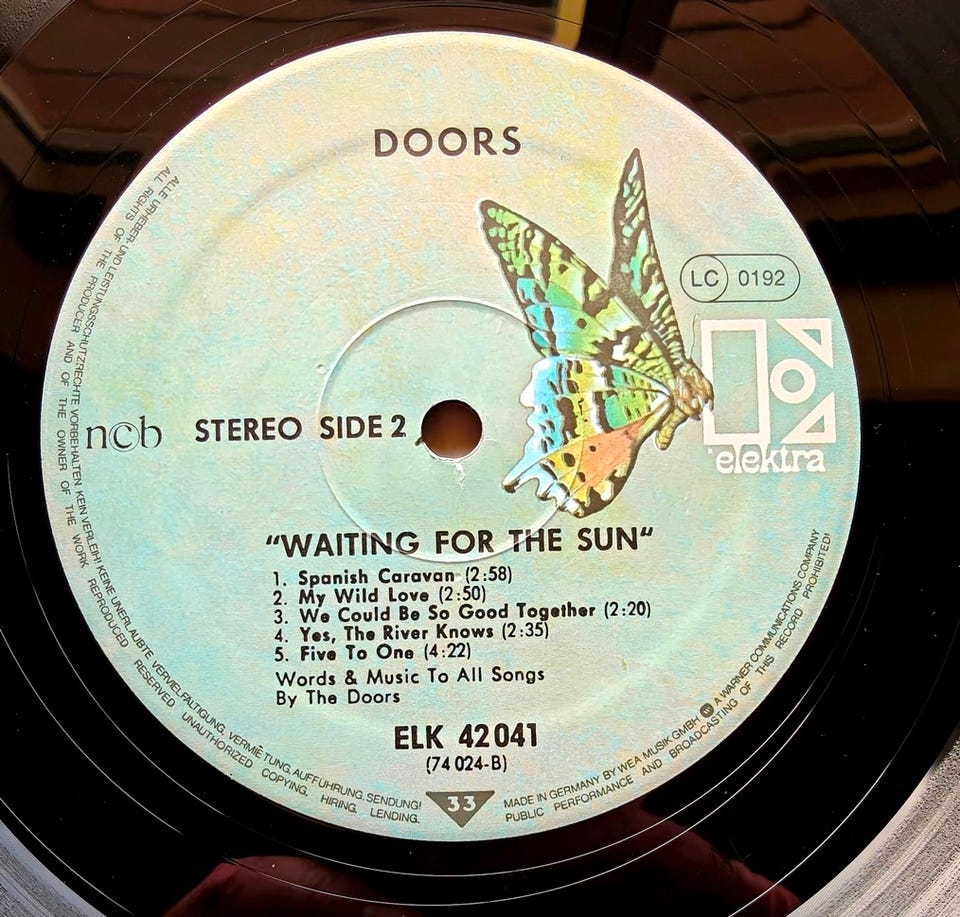 DOORS
LC 0192
elektra
ncb
STEREO SIDE 2
"WAITING FOR THE SUN"
1. Spanish Caravan (2:58)
2. My Wild Love (2:50)
3. We Could Be So Good Together (2:20)
4. Yes, The River Knows (2:35)
5. Five To One (4:22)
Words & Music To All Songs
By The Doors
ELK 42041
(74 024-B)
33
ALLE URHEBER- UND LEISTUNGSSCHUTZRECHTE VORBEHALTEN. KEIN VERLEIH! KEINE UNERLAUBTE VERVIELFÄLTIGUNG, VERMIETUNG, AUFFÜHRUNG, SENDUNG!
ALL RIGHTS OF THE PRODUCER AND OF THE OWNER OF THE WORK REPRODUCED RESERVED UNAUTHORIZED COPYING. HIRING. LENDING.
MADE IN GERMANY BY WEA MUSIK GMBH A WARNER COMMUNICATIONS COMPANY
PUBLIC PERFORMANCE AND BROADCASTING OF THIS RECORD PROHIBITED!